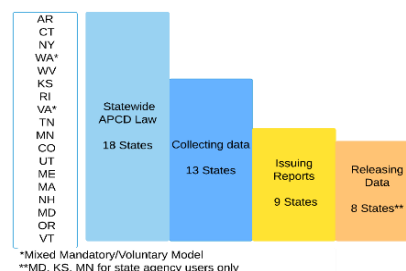 AR
CT
NY
WA*
WV
KS
RI
VA*
TN
MN
CO
UT
ME
MA
NH
MD
OR
VT
Statewide
APCD Law
18 States
Collecting data
13 States
Issuing
Reports
9 States
Releasing
Data
8 States**
*Mixed Mandatory/Voluntary Model
**MD, KS, MN for state agency users only